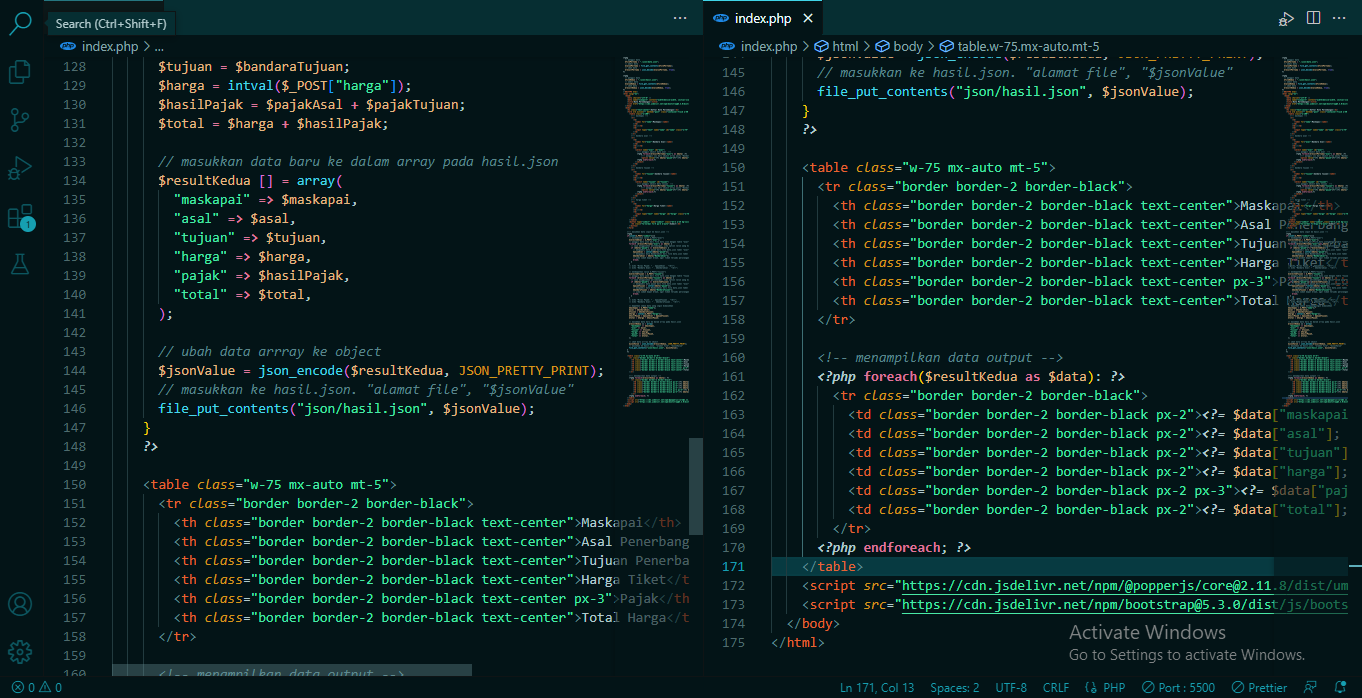 Search (Ctrl+Shift+F)
index.php > ...
128 $tujuan = $bandaraTujuan;
129 $harga = intval($_POST["harga"]);
130 $hasilPajak = $pajakAsal + $pajakTujuan;
131 $total = $harga + $hasilPajak;
132
133 // masukkan data baru ke dalam array pada hasil.json
134 $resultKedua [] = array(
135 "maskapai" => $maskapai,
136 "asal" => $asal,
137 "tujuan" => $tujuan,
138 "harga" => $harga,
139 "pajak" => $hasilPajak,
140 "total" => $total,
141 );
142
143 // ubah data arrray ke object
144 $jsonValue = json_encode($resultKedua, JSON_PRETTY_PRINT);
145 // masukkan ke hasil.json. "alamat file", "$jsonValue"
146 file_put_contents("json/hasil.json", $jsonValue);
147 }
148 ?>
149
150 <table class="w-75 mx-auto mt-5">
151 <tr class="border border-2 border-black">
152 <th class="border border-2 border-black text-center">Maskapai</th>
153 <th class="border border-2 border-black text-center">Asal Penerbang
154 <th class="border border-2 border-black text-center">Tujuan Penerba
155 <th class="border border-2 border-black text-center">Harga Tiket</t
156 <th class="border border-2 border-black text-center px-3">Pajak</th
157 <th class="border border-2 border-black text-center">Total Harga</t
158 </tr>
159
160 <!-- menampilkan data output -->
index.php
index.php > html > body > table.w-75.mx-auto.mt-5
145 // masukkan ke hasil.json. "alamat file", "$jsonValue"
146 file_put_contents("json/hasil.json", $jsonValue);
147 }
148 ?>
149
150 <table class="w-75 mx-auto mt-5">
151 <tr class="border border-2 border-black">
152 <th class="border border-2 border-black text-center">Maskapai</th>
153 <th class="border border-2 border-black text-center">Asal Penerbang
154 <th class="border border-2 border-black text-center">Tujuan Penerba
155 <th class="border border-2 border-black text-center">Harga Tiket</t
156 <th class="border border-2 border-black text-center px-3">Pajak</th
157 <th class="border border-2 border-black text-center">Total Harga</t
158 </tr>
159
160 <!-- menampilkan data output -->
161 <?php foreach($resultKedua as $data): ?>
162 <tr class="border border-2 border-black">
163 <td class="border border-2 border-black px-2"><?= $data["maskapai
164 <td class="border border-2 border-black px-2"><?= $data["asal"];
165 <td class="border border-2 border-black px-2"><?= $data["tujuan"]
166 <td class="border border-2 border-black px-2"><?= $data["harga"];
167 <td class="border border-2 border-black px-2 px-3"><?= $data["paj
168 <td class="border border-2 border-black px-2"><?= $data["total"];
169 </tr>
170 <?php endforeach; ?>
171 </table>
172 <script src="https://cdn.jsdelivr.net/npm/@popperjs/core@2.11.8/dist/um
173 <script src="https://cdn.jsdelivr.net/npm/bootstrap@5.3.0/dist/js/boots
174 </body>
175 </html>
Activate Windows
Go to Settings to activate Windows.
0 0 Ln 171, Col 13 Spaces: 2 UTF-8 CRLF PHP Port : 5500 Prettier